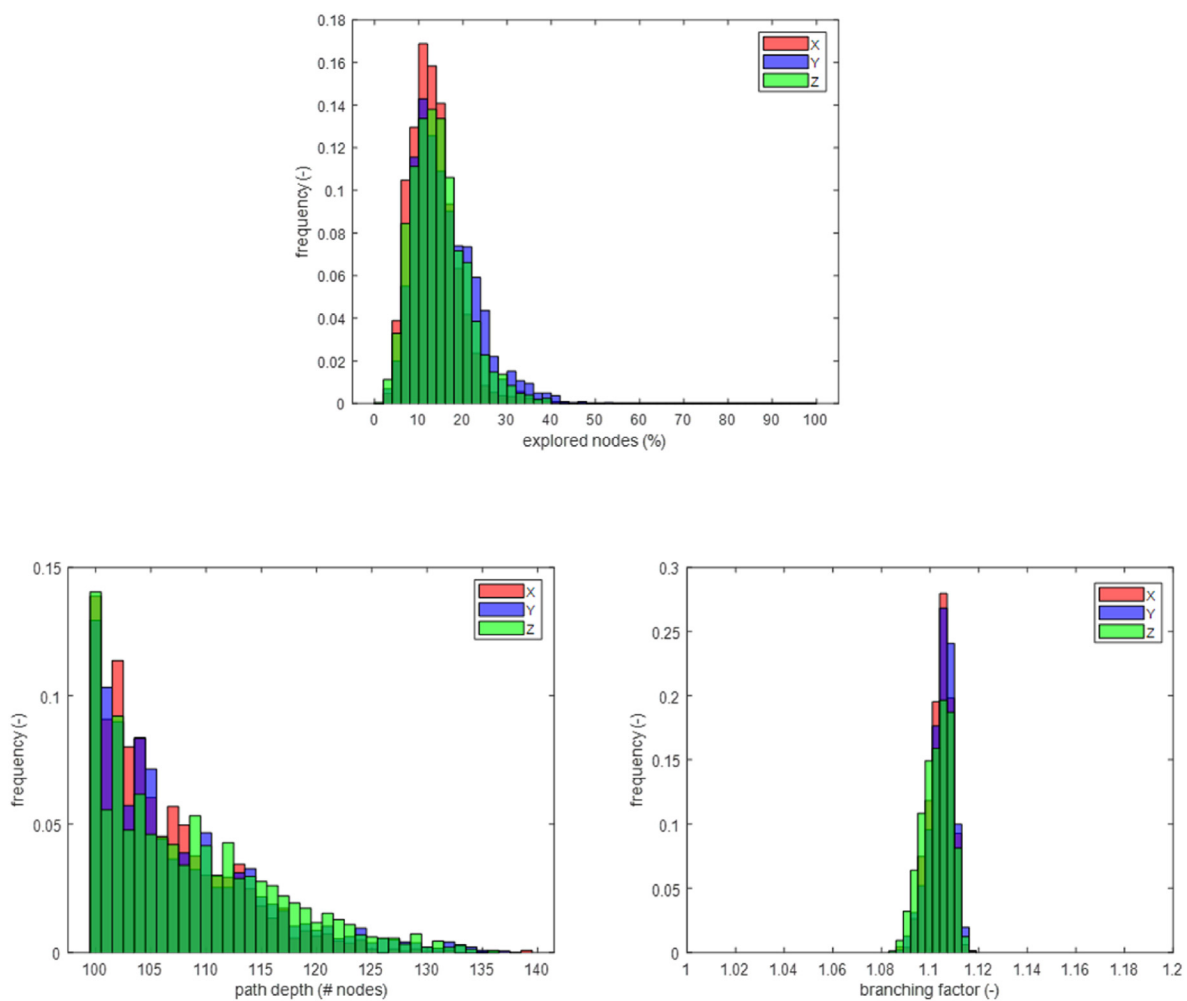 0.18
0.16
0.14
0.12
0.1
0.08
0.06
0.04
0.02
0
frequency (-)
X
Y
Z
0 10 20 30 40 50 60 70 80 90 100
explored nodes (%)
0.15
0.1
0.05
0
frequency (-)
X
Y
Z
100 105 110 115 120 125 130 135 140
path depth (# nodes)
0.3
0.25
0.2
0.15
0.1
0.05
0
frequency (-)
X
Y
Z
1 1.02 1.04 1.06 1.08 1.1 1.12 1.14 1.16 1.18 1.2
branching factor (-)